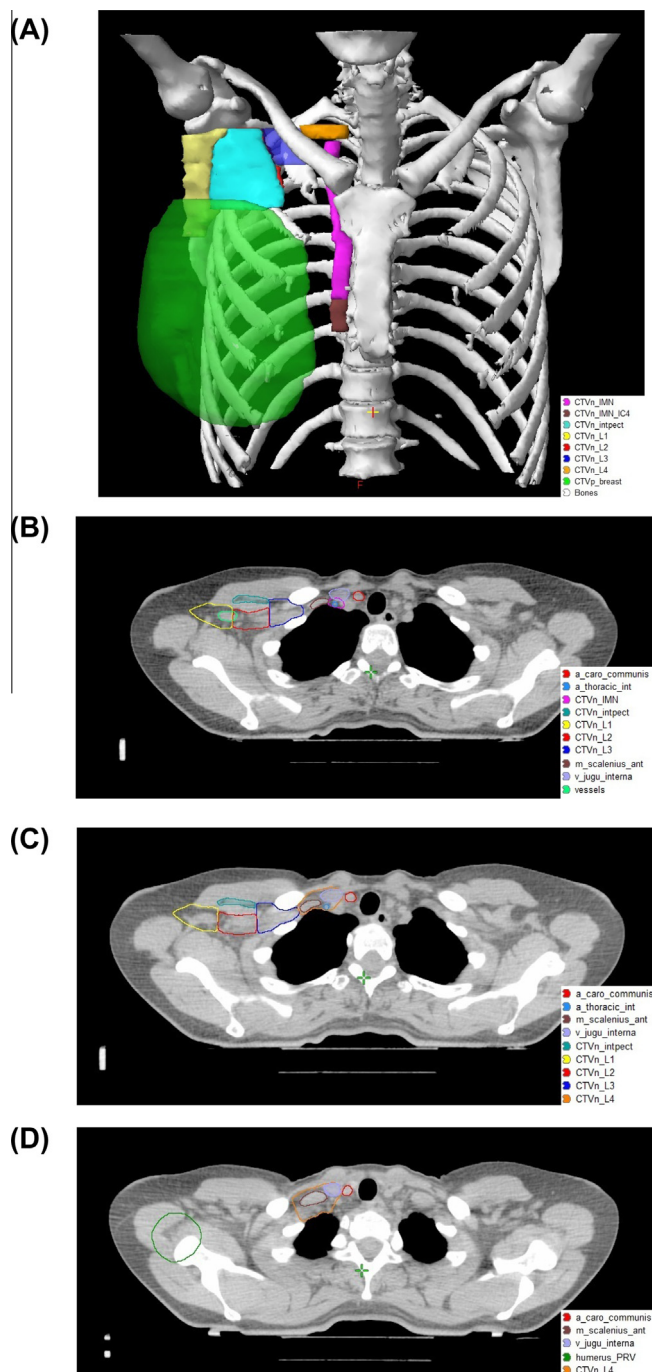 (A)
CTVn_IMN
CTVn_IMN_IC4
CTVn_intpect
CTVn_L1
CTVn_L2
CTVn_L3
CTVn_L4
CTVp_breast
Bones
F
(B)
a_caro_communis
a_thoracic_int
CTVn_IMN
CTVn_intpect
CTVn_L1
CTVn_L2
CTVn_L3
m_scalenius_ant
v_jugu_interna
vessels
(C)
a_caro_communis
a_thoracic_int
m_scalenius_ant
v_jugu_interna
CTVn_intpect
CTVn_L1
CTVn_L2
CTVn_L3
CTVn_L4
(D)
a_caro_communis
m_scalenius_ant
v_jugu_interna
humerus_PRV
CTVn_L4